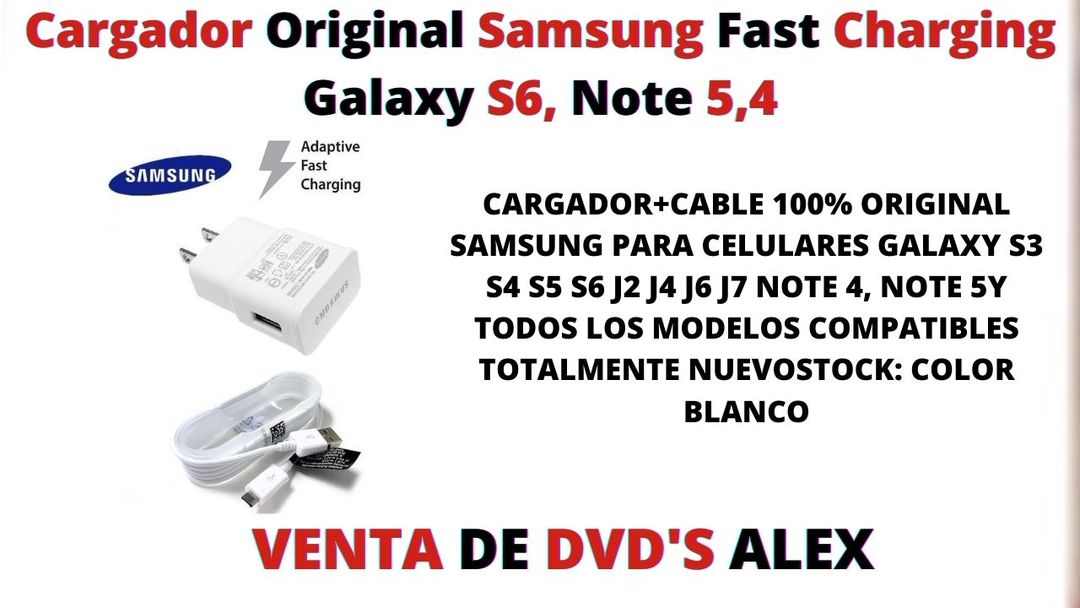 Cargador Original Samsung Fast Charging
Galaxy S6, Note 5,4
SAMSUNG
Adaptive
Fast
Charging
SAMSUNG
CARGADOR+CABLE 100% ORIGINAL
SAMSUNG PARA CELULARES GALAXY S3
S4 S5 S6 J2 J4 J6 J7 NOTE 4, NOTE 5Y
TODOS LOS MODELOS COMPATIBLES
TOTALMENTE NUEVOSTOCK: COLOR
BLANCO
VENTA DE DVD'S ALEX